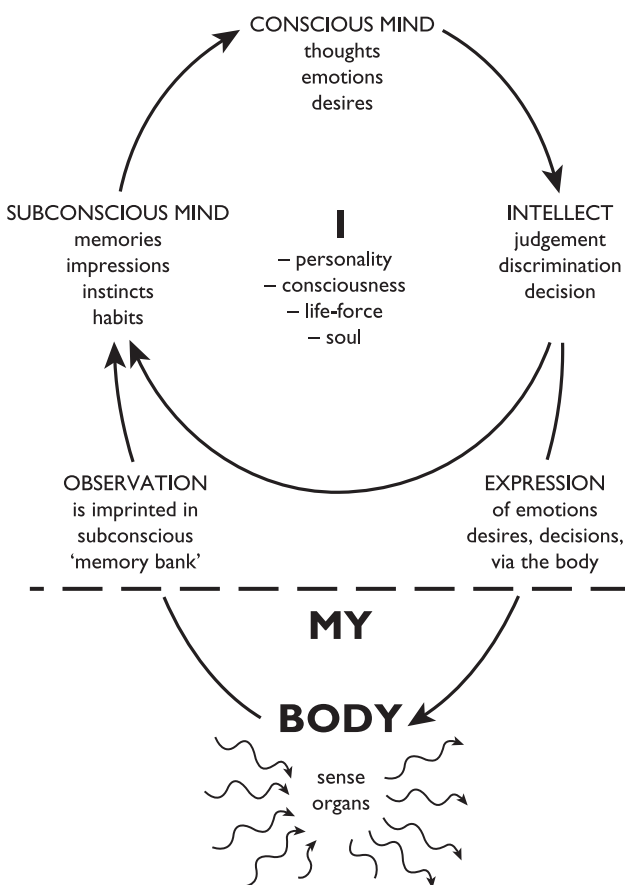 CONSCIOUS MIND
thoughts
emotions
desires
SUBCONSCIOUS MIND
memories
impressions
instincts
habits
I
– personality
– consciousness
– life-force
– soul
INTELLECT
judgement
discrimination
decision
OBSERVATION
is imprinted in
subconscious
‘memory bank’
EXPRESSION
of emotions
desires, decisions,
via the body
MY
BODY
sense
organs